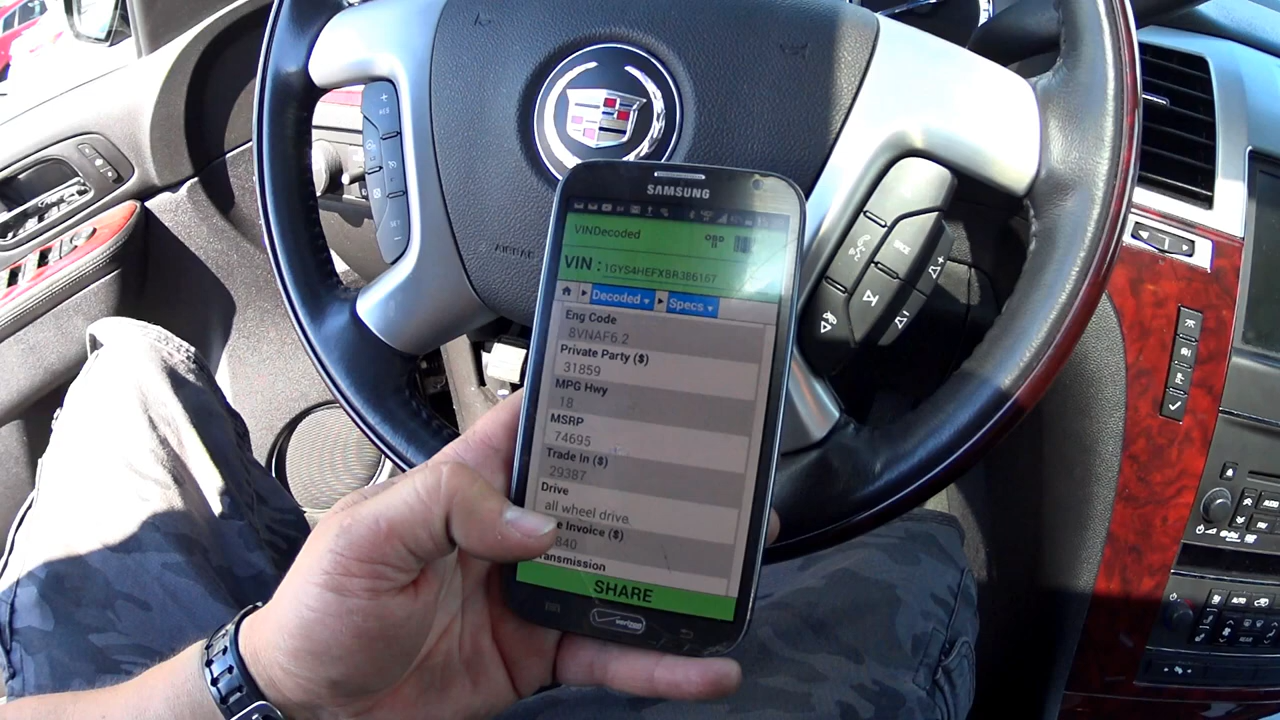 SAMSUNG
VINDecoded
VIN : 1GYS4HEFXBR386167
Decoded
Specs
Eng Code
8VNAF6.2
Private Party ($)
31859
MPG Hwy
18
MSRP
74695
Trade In ($)
29387
Drive
all wheel drive
Invoice ($)
840
SHARE
verizon